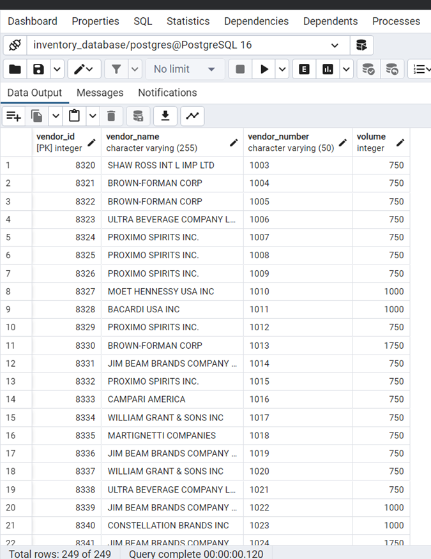 Dashboard Properties SQL Statistics Dependencies Dependents Processes
inventory_database/postgres@PostgreSQL 16
No limit E
Data Output Messages Notifications
vendor_id vendor_name vendor_number volume
[PK] integer character varying (255) character varying (50) integer
1 8320 SHAW ROSS INT L IMP LTD 1003 750
2 8321 BROWN-FORMAN CORP 1004 750
3 8322 BROWN-FORMAN CORP 1005 750
4 8323 ULTRA BEVERAGE COMPANY L... 1006 750
5 8324 PROXIMO SPIRITS INC. 1007 750
6 8325 PROXIMO SPIRITS INC. 1008 750
7 8326 PROXIMO SPIRITS INC. 1009 750
8 8327 MOET HENNESSY USA INC 1010 1000
9 8328 BACARDI USA INC 1011 1000
10 8329 PROXIMO SPIRITS INC. 1012 750
11 8330 BROWN-FORMAN CORP 1013 1750
12 8331 JIM BEAM BRANDS COMPANY ... 1014 750
13 8332 PROXIMO SPIRITS INC. 1015 750
14 8333 CAMPARI AMERICA 1016 750
15 8334 WILLIAM GRANT & SONS INC 1017 750
16 8335 MARTIGNETTI COMPANIES 1018 750
17 8336 JIM BEAM BRANDS COMPANY ... 1019 750
18 8337 WILLIAM GRANT & SONS INC 1020 750
19 8338 ULTRA BEVERAGE COMPANY L... 1021 750
20 8339 JIM BEAM BRANDS COMPANY ... 1022 1000
21 8340 CONSTELLATION BRANDS INC 1023 1000
22 8341 JIM BEAM BRANDS COMPANY ... 1024 1750
Total rows: 249 of 249 Query complete 00:00:00.120